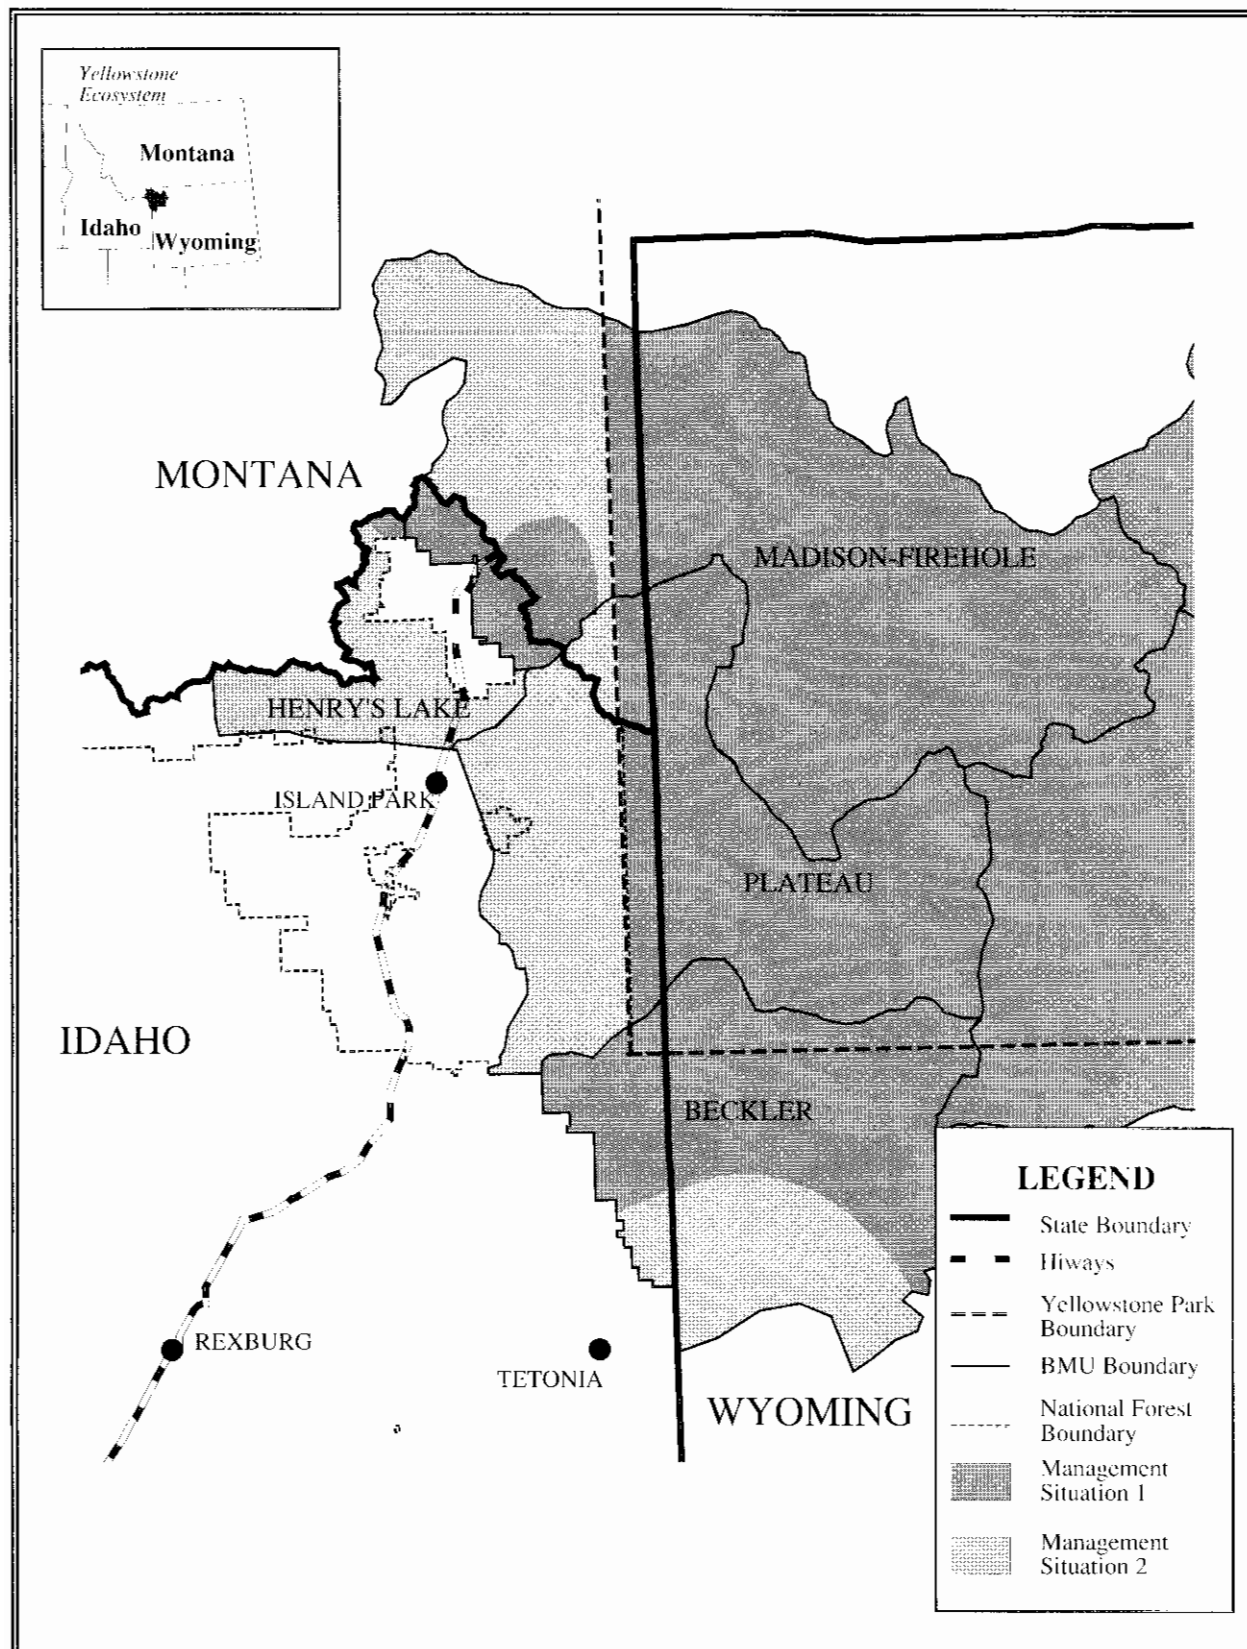 Yellowstone
Ecosystem
Montana
Idaho
Wyoming
MONTANA
MADISON-FIREHOLE
HENRY'S LAKE
ISLAND PARK
PLATEAU
IDAHO
BECKLER
REXBURG
TETONIA
WYOMING
LEGEND
State Boundary
Hiways
Yellowstone Park
Boundary
BMU Boundary
National Forest
Boundary
Management
Situation 1
Management
Situation 2